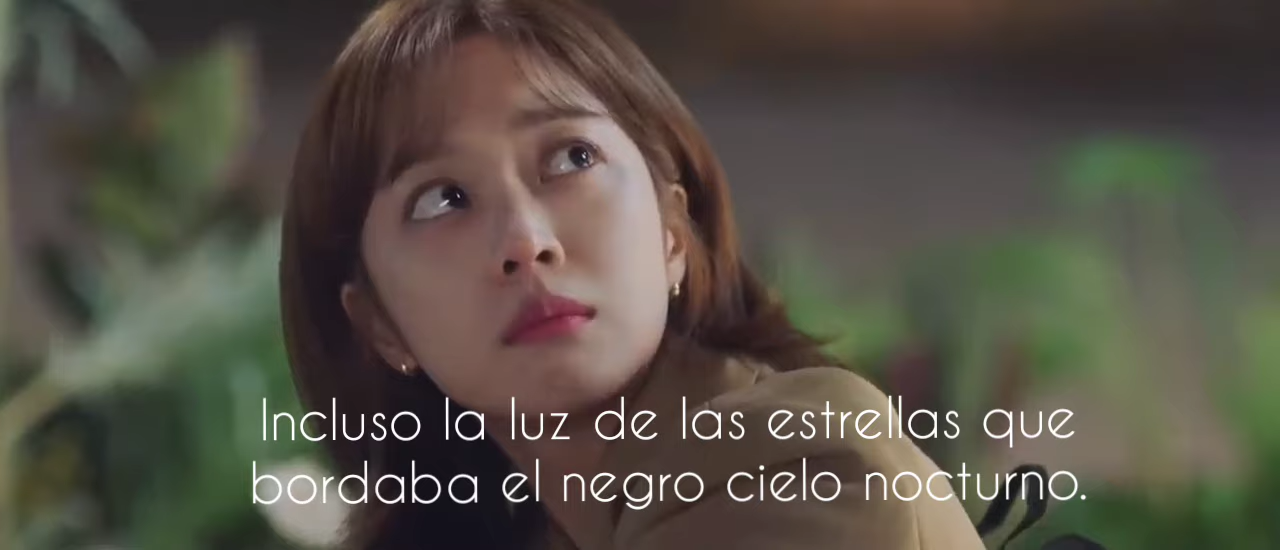 Incluso la luz de las estrellas que
bordaba el negro cielo nocturno.